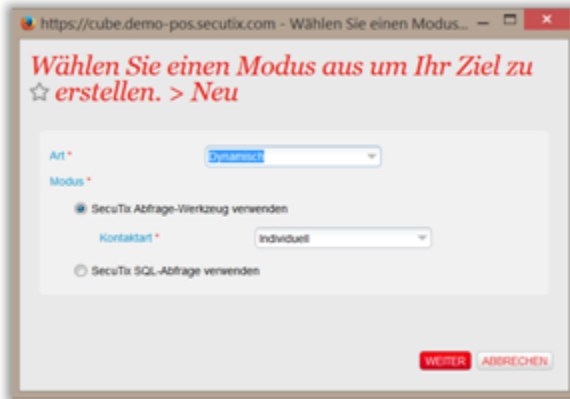 https://cube.demo-pos.secutix.com - Wählen Sie einen Modus...
Wählen Sie einen Modus aus um Ihr Ziel zu
erstellen. > Neu
Art * Dynamisch
Modus *
SecuTix Abfrage-Werkzeug verwenden
Kontaktart * Individuell
SecuTix SQL-Abfrage verwenden
WEITER ABBRECHEN